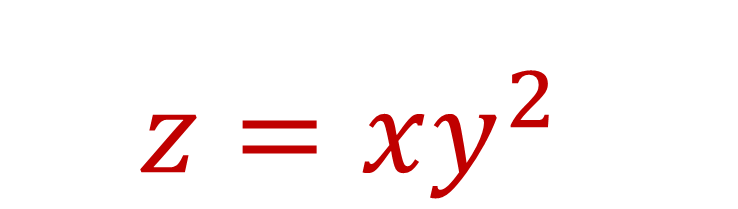 z = xy²